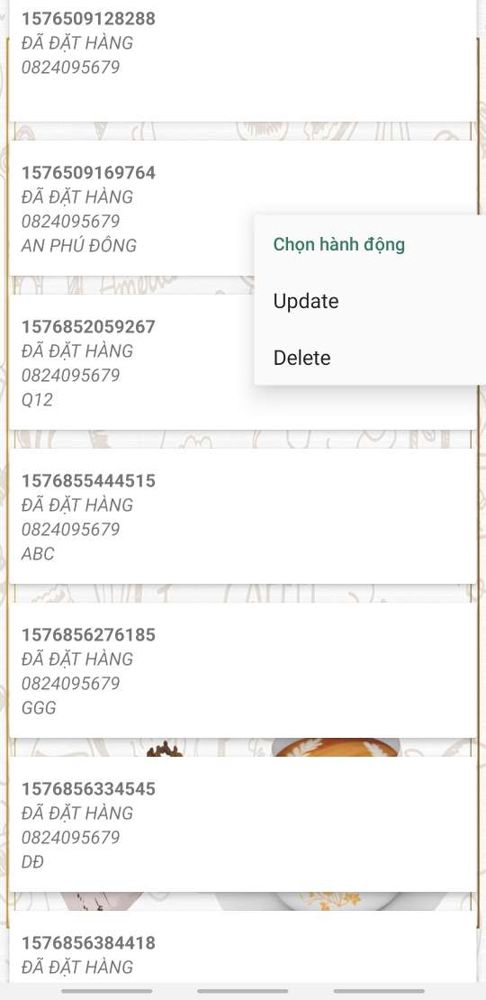 1576509128288
ĐÃ ĐẶT HÀNG
0824095679
1576509169764
ĐÃ ĐẶT HÀNG
0824095679
AN PHÚ ĐÔNG
Chọn hành động
Update
Delete
1576852059267
ĐÃ ĐẶT HÀNG
0824095679
Q12
1576855444515
ĐÃ ĐẶT HÀNG
0824095679
ABC
1576856276185
ĐÃ ĐẶT HÀNG
0824095679
GGG
1576856334545
ĐÃ ĐẶT HÀNG
0824095679
DĐ
1576856384418
ĐÃ ĐẶT HÀNG